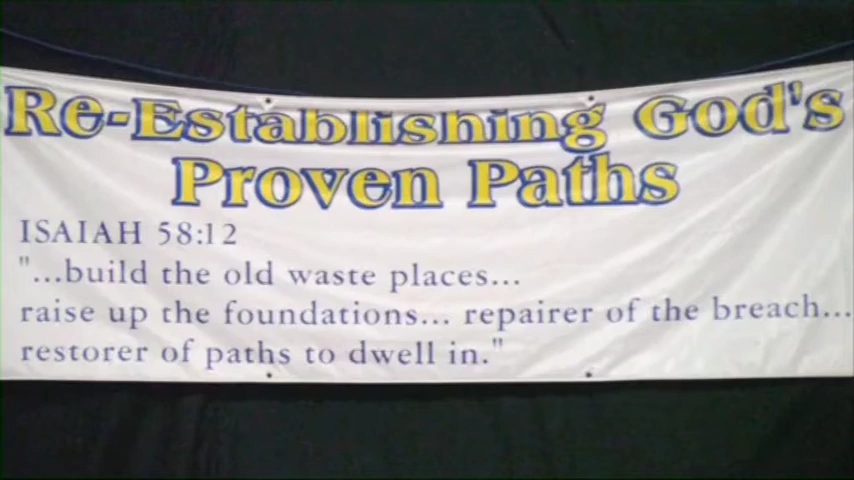 Re-Establishing God's
Proven Paths
ISAIAH 58:12
"...build the old waste places...
raise up the foundations... repairer of the breach...
restorer of paths to dwell in."